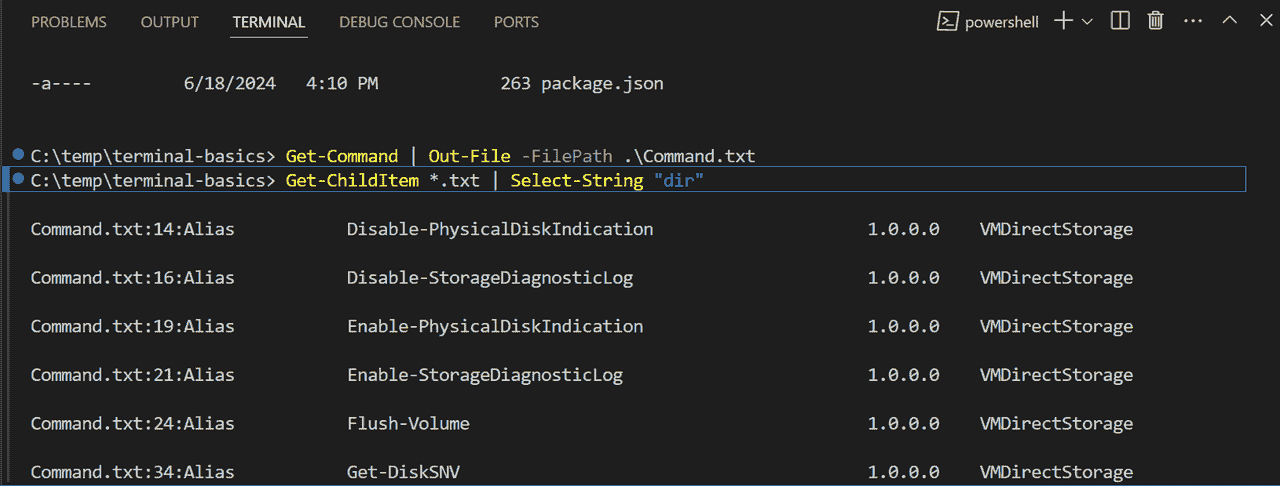 PROBLEMS OUTPUT TERMINAL DEBUG CONSOLE PORTS powershell
-a---- 6/18/2024 4:10 PM 263 package.json
C:\temp\terminal-basics> Get-Command | Out-File -FilePath .\Command.txt
C:\temp\terminal-basics> Get-ChildItem *.txt | Select-String "dir"
Command.txt:14:Alias Disable-PhysicalDiskIndication 1.0.0.0 VMDirectStorage
Command.txt:16:Alias Disable-StorageDiagnosticLog 1.0.0.0 VMDirectStorage
Command.txt:19:Alias Enable-PhysicalDiskIndication 1.0.0.0 VMDirectStorage
Command.txt:21:Alias Enable-StorageDiagnosticLog 1.0.0.0 VMDirectStorage
Command.txt:24:Alias Flush-Volume 1.0.0.0 VMDirectStorage
Command.txt:34:Alias Get-DiskSNV 1.0.0.0 VMDirectStorage